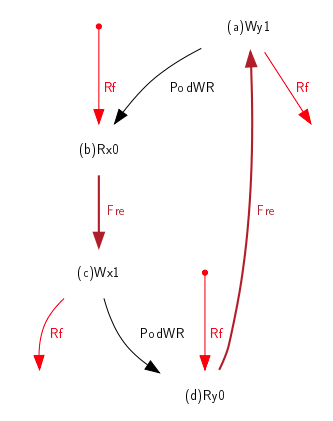 (a)Wy1
Rf
PodWR
Rf
(b)Rx0
Fre
Fre
(c)Wx1
Rf
PodWR
Rf
(d)Ry0